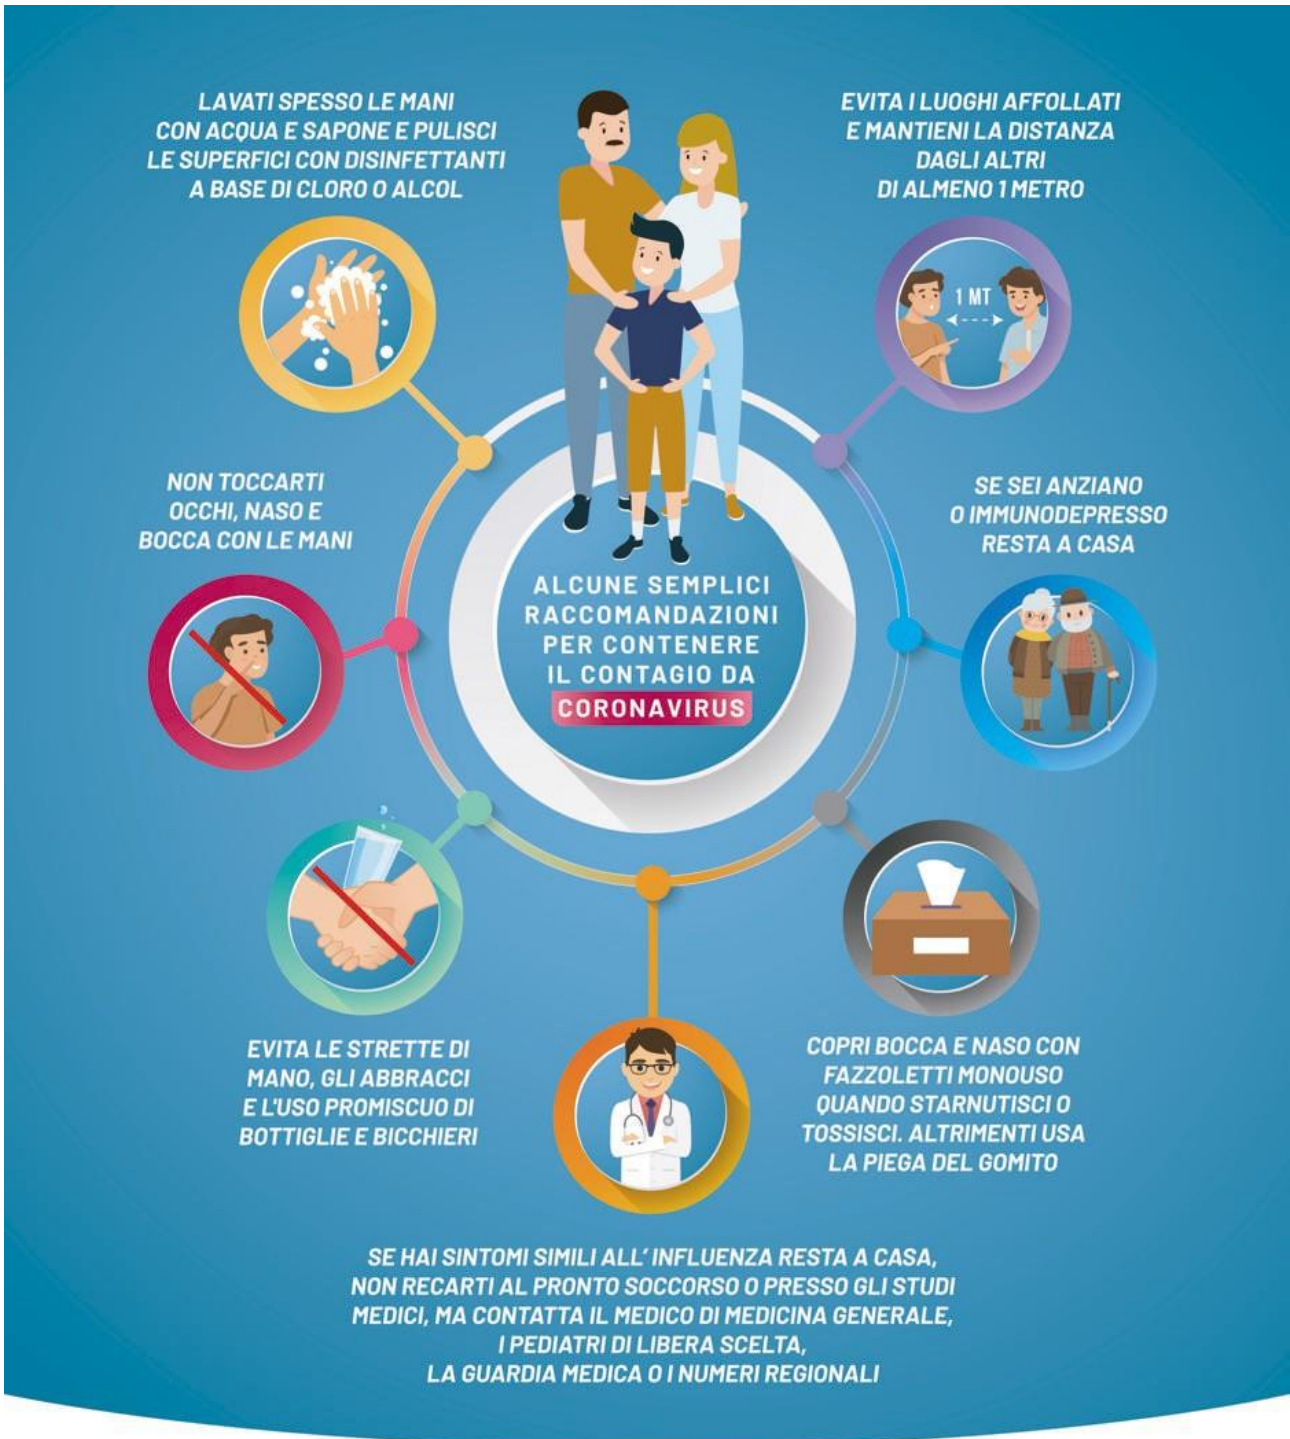 LAVATI SPESSO LE MANI
CON ACQUA E SAPONE E PULISCI
LE SUPERFICI CON DISINFETTANTI
A BASE DI CLORO O ALCOL
EVITA I LUOGHI AFFOLLATI
E MANTIENI LA DISTANZA
DAGLI ALTRI
DI ALMENO 1 METRO
1 MT
NON TOCCARTI
OCCHI, NASO E
BOCCA CON LE MANI
SE SEI ANZIANO
O IMMUNODEPRESSO
RESTA A CASA
ALCUNE SEMPLICI
RACCOMANDAZIONI
PER CONTENERE
IL CONTAGIO DA
CORONAVIRUS
EVITA LE STRETTE DI
MANO, GLI ABBRACCI
E L'USO PROMISCUO DI
BOTTIGLIE E BICCHIERI
COPRI BOCCA E NASO CON
FAZZOLETTI MONOUSO
QUANDO STARNUTISCI O
TOSSISCI. ALTRIMENTI USA
LA PIEGA DEL GOMITO
SE HAI SINTOMI SIMILI ALL' INFLUENZA RESTA A CASA,
NON RECARTI AL PRONTO SOCCORSO O PRESSO GLI STUDI
MEDICI, MA CONTATTA IL MEDICO DI MEDICINA GENERALE,
I PEDIATRI DI LIBERA SCELTA,
LA GUARDIA MEDICA O I NUMERI REGIONALI